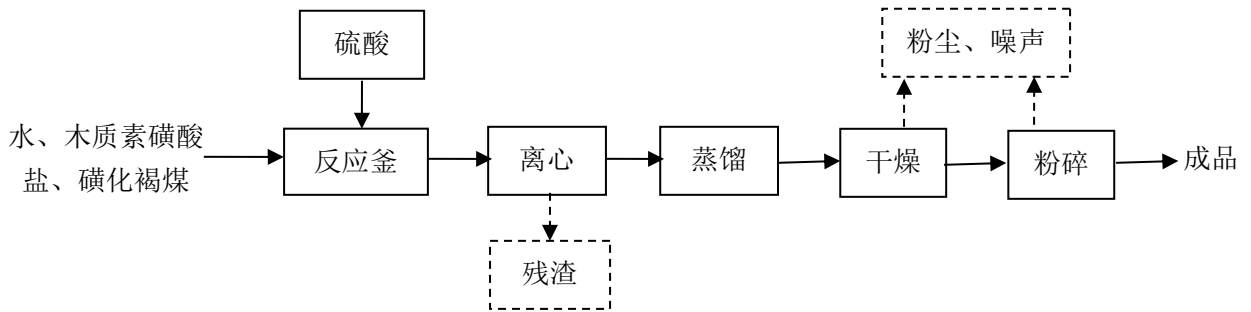 硫酸
粉尘、噪声
水、木质素磺酸
盐、磺化褐煤
反应釜
离心
蒸馏
干燥
粉碎
成品
残渣